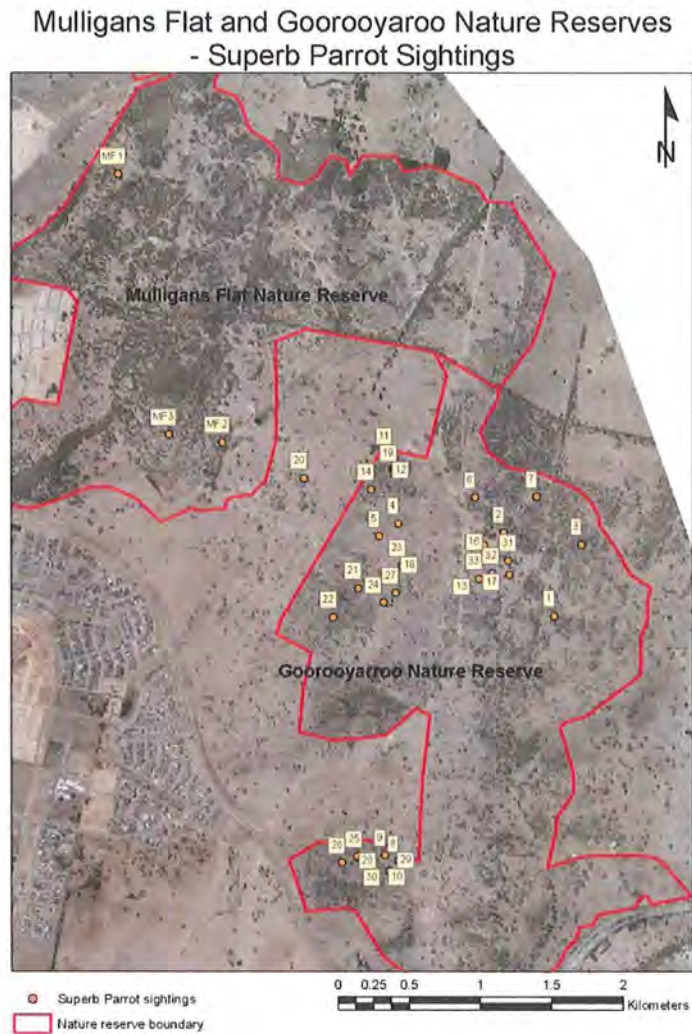 Mulligans Flat and Goorooyaroo Nature Reserves
- Superb Parrot Sightings
N
MF1
Mulligans Flat Nature Reserve
MF3
MF2
11
19
12
14
20
6
7
4
5
2
3
16
31
23
33
32
18
21
24
27
13
17
22
1
Goorooyarroo Nature Reserve
26
25
9
8
28
29
30
10
Superb Parrot sightings
Nature reserve boundary
0 0.25 0.5 1 1.5 2
Kilometers